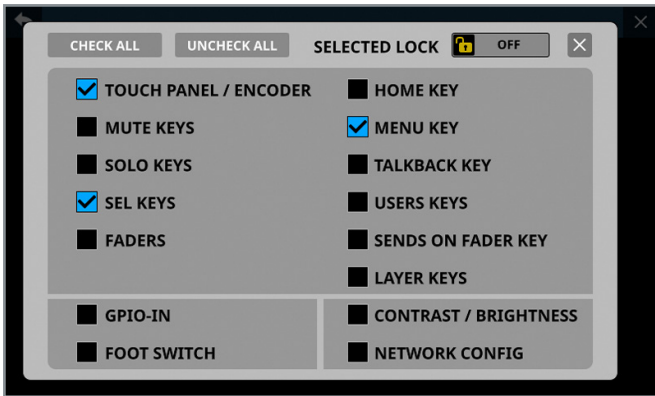 CHECK ALL
UNCHECK ALL
SELECTED LOCK
OFF
TOUCH PANEL / ENCODER
MUTE KEYS
SOLO KEYS
SEL KEYS
FADERS
HOME KEY
MENU KEY
TALKBACK KEY
USERS KEYS
SENDS ON FADER KEY
LAYER KEYS
GPIO-IN
FOOT SWITCH
CONTRAST / BRIGHTNESS
NETWORK CONFIG